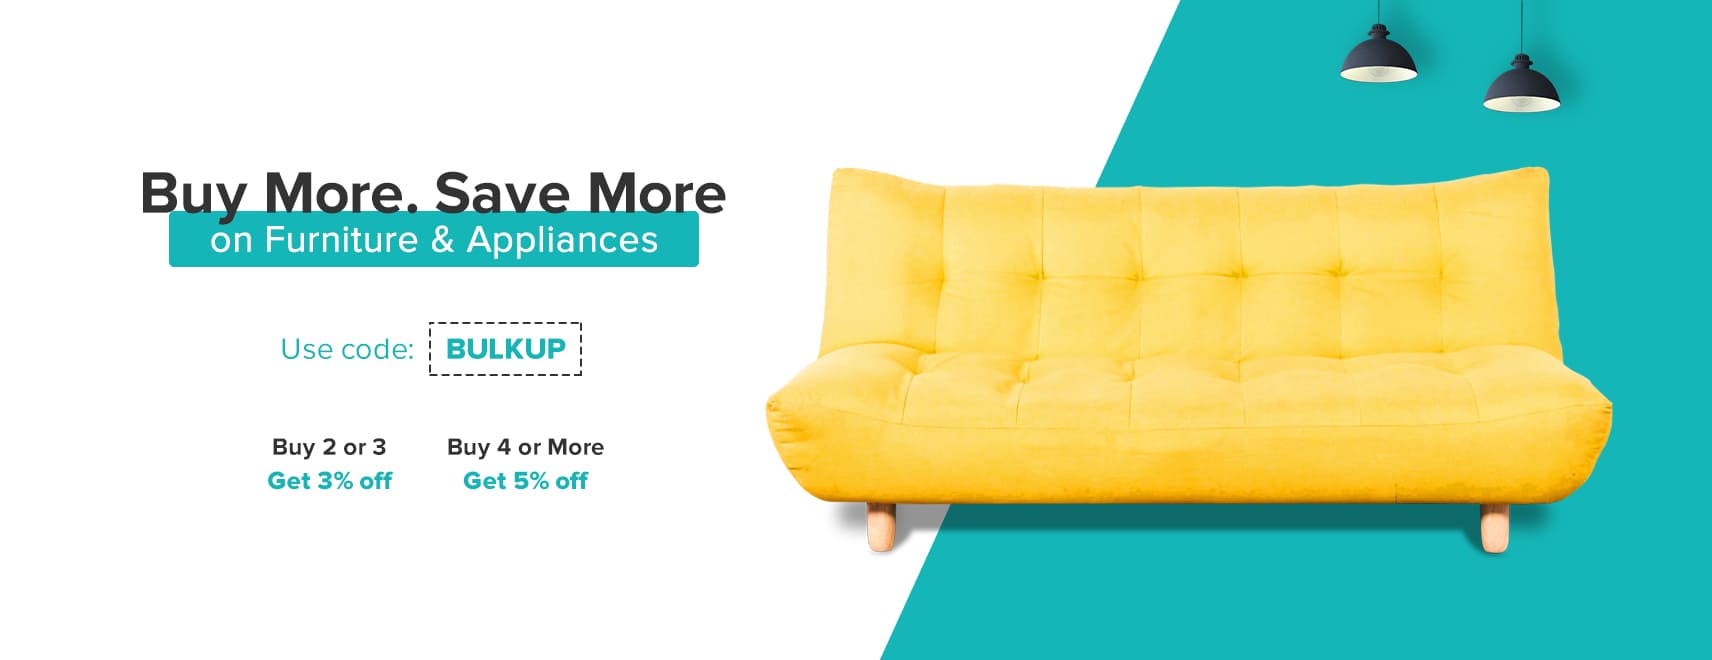 Buy More. Save More
on Furniture & Appliances
Use code: BULKUP
Buy 2 or 3
Get 3% off
Buy 4 or More
Get 5% off